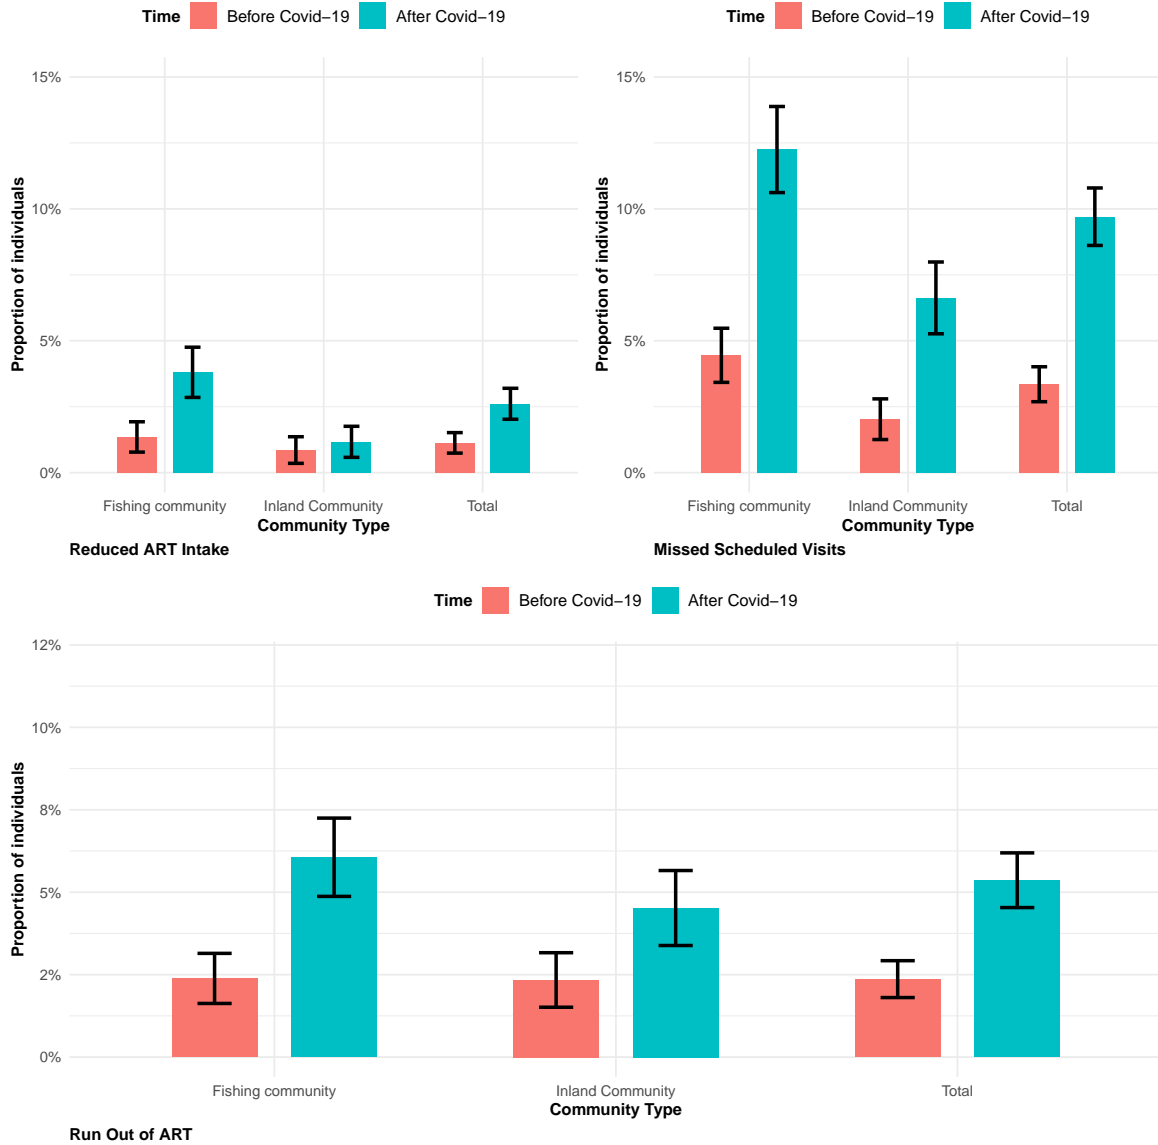 Time Before Covid−19 After Covid−19
15%
10%
5%
0%
Proportion of individuals
Fishing community Inland Community Total
Community Type
Reduced ART Intake
Time Before Covid−19 After Covid−19
15%
10%
5%
0%
Proportion of individuals
Fishing community Inland Community Total
Community Type
Missed Scheduled Visits
Time Before Covid−19 After Covid−19
12%
10%
8%
5%
2%
0%
Proportion of individuals
Fishing community Inland Community Total
Community Type
Run Out of ART